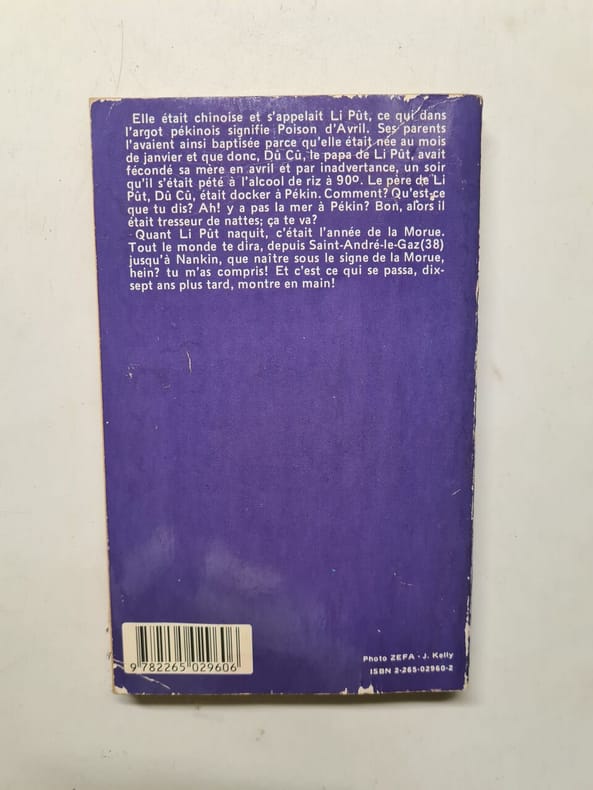 Elle était chinoise et s'appelait Li Pût, ce qui dans
l'argot pékinois signifie Poison d'Avril. Ses parents
l'avaient ainsi baptisée parce qu'elle était née au mois
de janvier et que donc, Dû Cû, le papa de Li Pût, avait
fécondé sa mère en avril et par inadvertance, un soir
qu'il s'était pété à l'alcool de riz à 90º. Le père de Li
Pût, Dû Cû, était docker à Pékin. Comment? Qu'est-ce
que tu dis? Ah! y a pas la mer à Pékin? Bon, alors il
était tresseur de nattes; ça te va?
Quant Li Pût naquit, c'était l'année de la Morue.
Tout le monde te dira, depuis Saint-André-le-Gaz(38)
jusqu'à Nankin, que naître sous le signe de la Morue,
hein? tu m'as compris! Et c'est ce qui se passa, dix-
sept ans plus tard, montre en main!
9 782265 029606
Photo ZEFA - J. Kelly
ISBN 2-265-02960-2